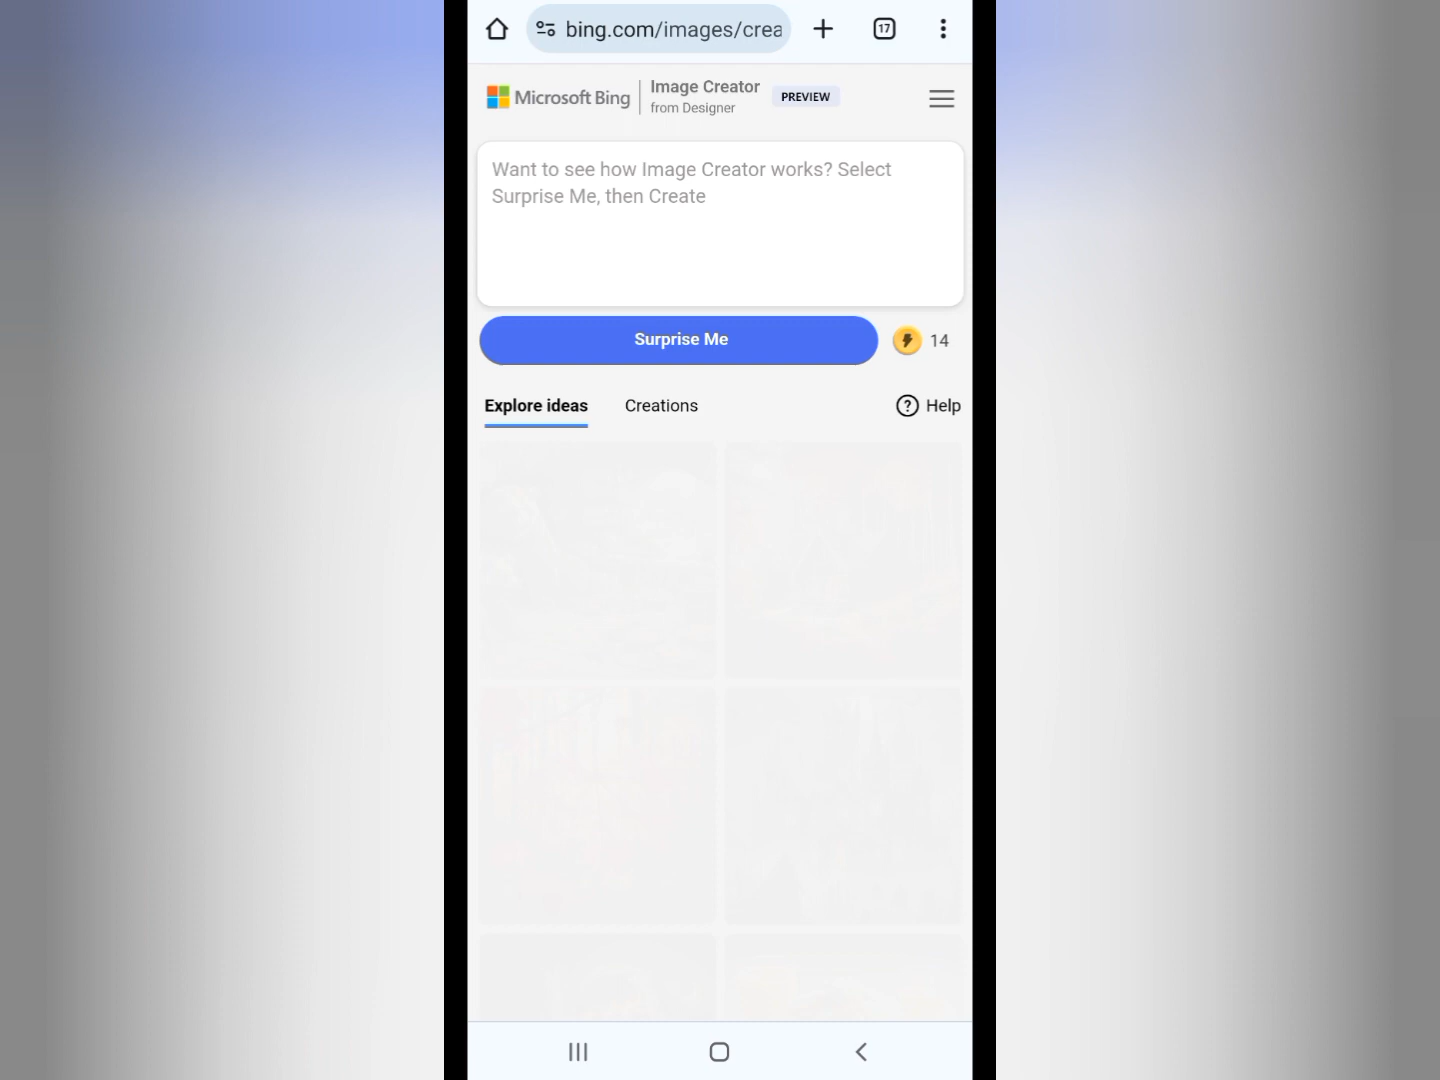 bing.com/images/crea
17
Microsoft Bing
Image Creator
from Designer
PREVIEW
Want to see how Image Creator works? Select
Surprise Me, then Create
Surprise Me
14
Explore ideas
Creations
Help